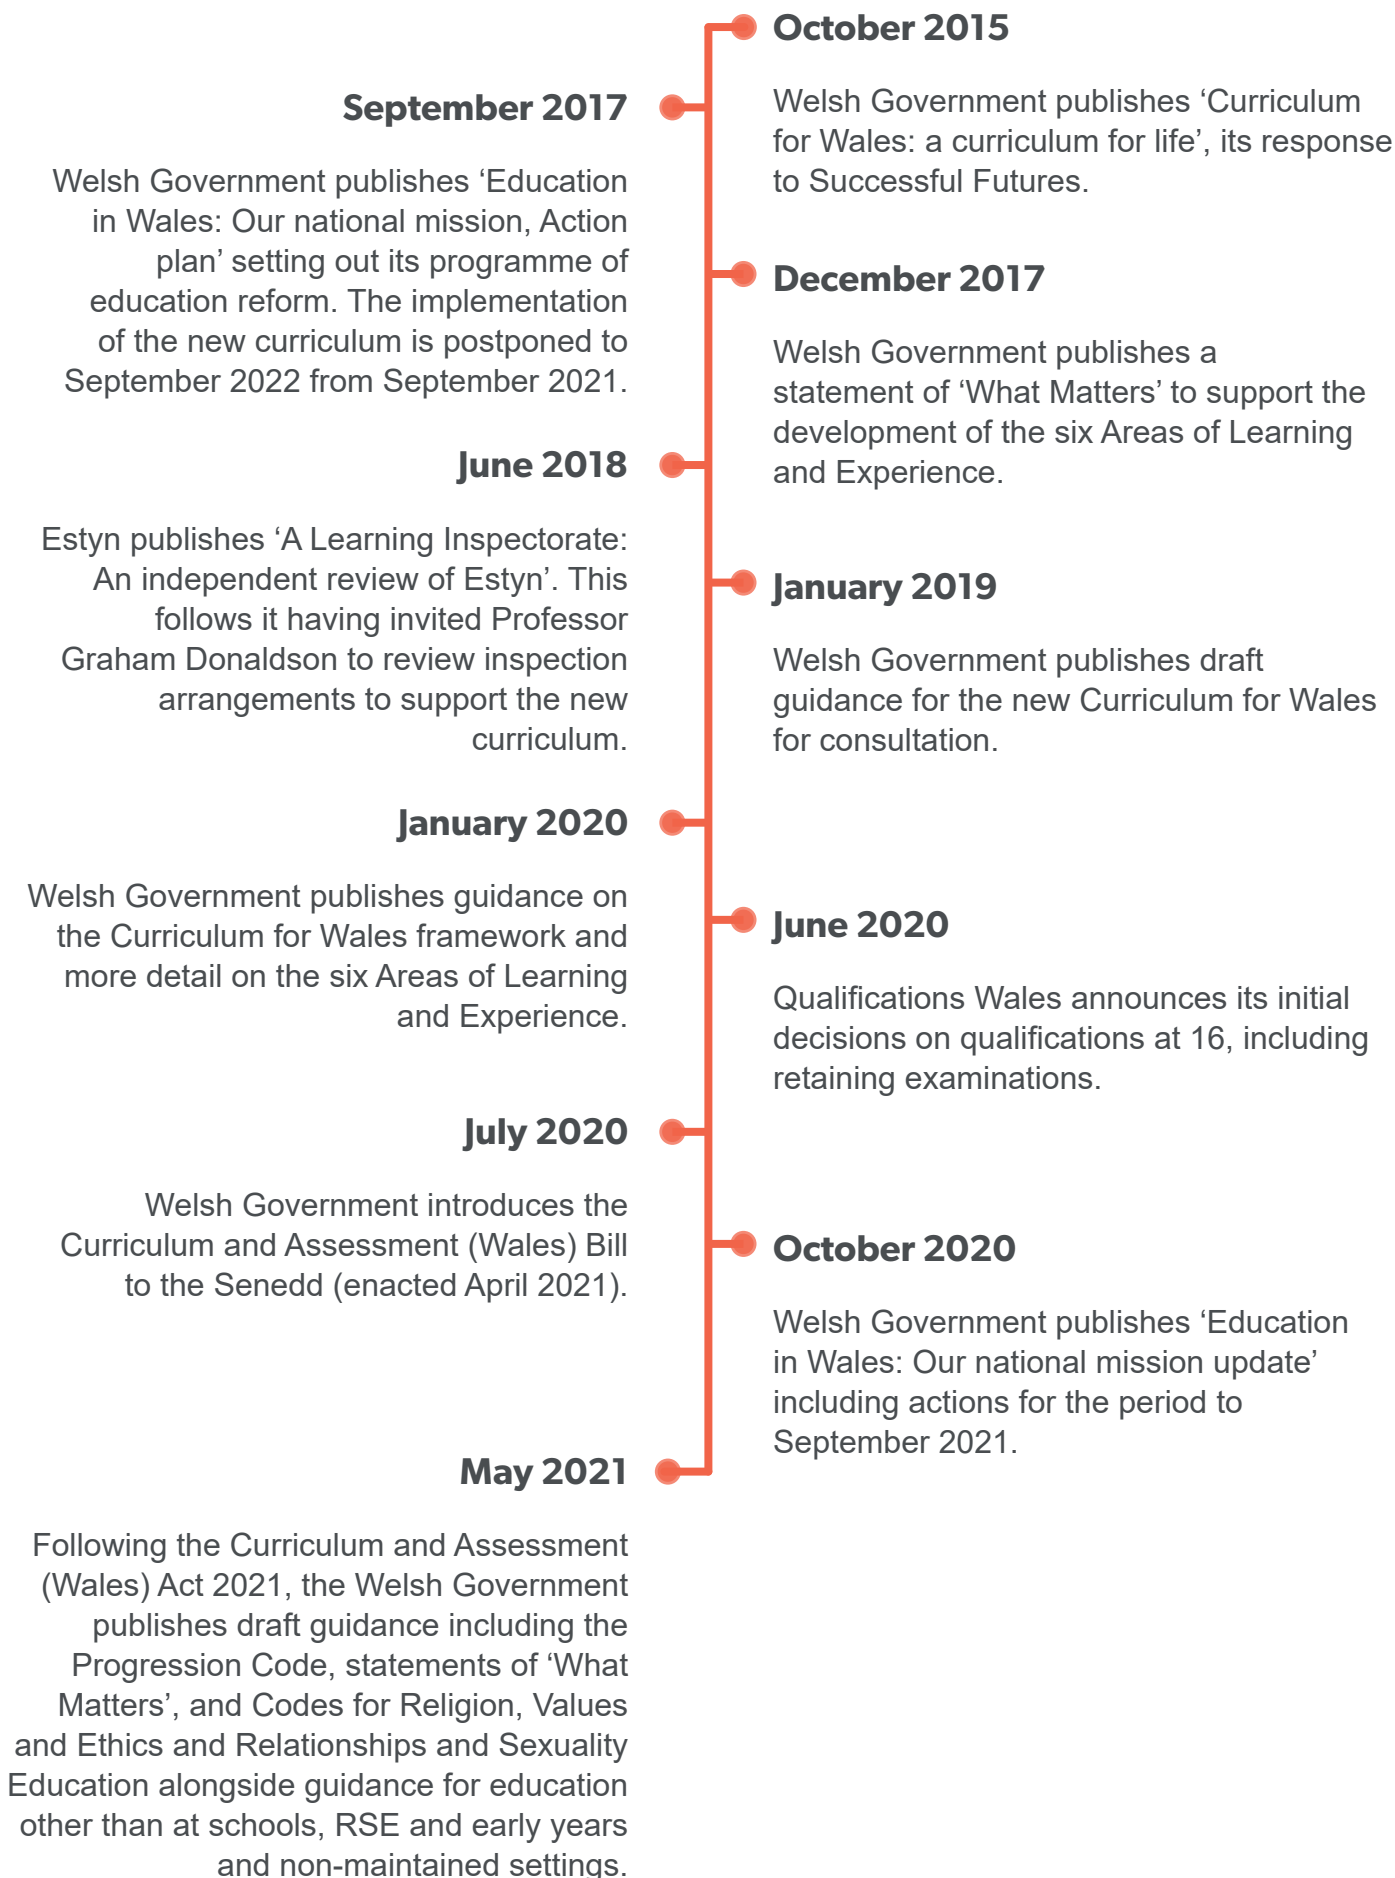 October 2015
Welsh Government publishes ‘Curriculum
for Wales: a curriculum for life’, its response
to Successful Futures.
September 2017
Welsh Government publishes ‘Education
in Wales: Our national mission, Action
plan’ setting out its programme of
education reform. The implementation
of the new curriculum is postponed to
September 2022 from September 2021.
December 2017
Welsh Government publishes a
statement of ‘What Matters’ to support the
development of the six Areas of Learning
and Experience.
June 2018
Estyn publishes ‘A Learning Inspectorate:
An independent review of Estyn’. This
follows it having invited Professor
Graham Donaldson to review inspection
arrangements to support the new
curriculum.
January 2019
Welsh Government publishes draft
guidance for the new Curriculum for Wales
for consultation.
January 2020
Welsh Government publishes guidance on
the Curriculum for Wales framework and
more detail on the six Areas of Learning
and Experience.
June 2020
Qualifications Wales announces its initial
decisions on qualifications at 16, including
retaining examinations.
July 2020
Welsh Government introduces the
Curriculum and Assessment (Wales) Bill
to the Senedd (enacted April 2021).
October 2020
Welsh Government publishes ‘Education
in Wales: Our national mission update’
including actions for the period to
September 2021.
May 2021
Following the Curriculum and Assessment
(Wales) Act 2021, the Welsh Government
publishes draft guidance including the
Progression Code, statements of ‘What
Matters’, and Codes for Religion, Values
and Ethics and Relationships and Sexuality
Education alongside guidance for education
other than at schools, RSE and early years
and non-maintained settings.